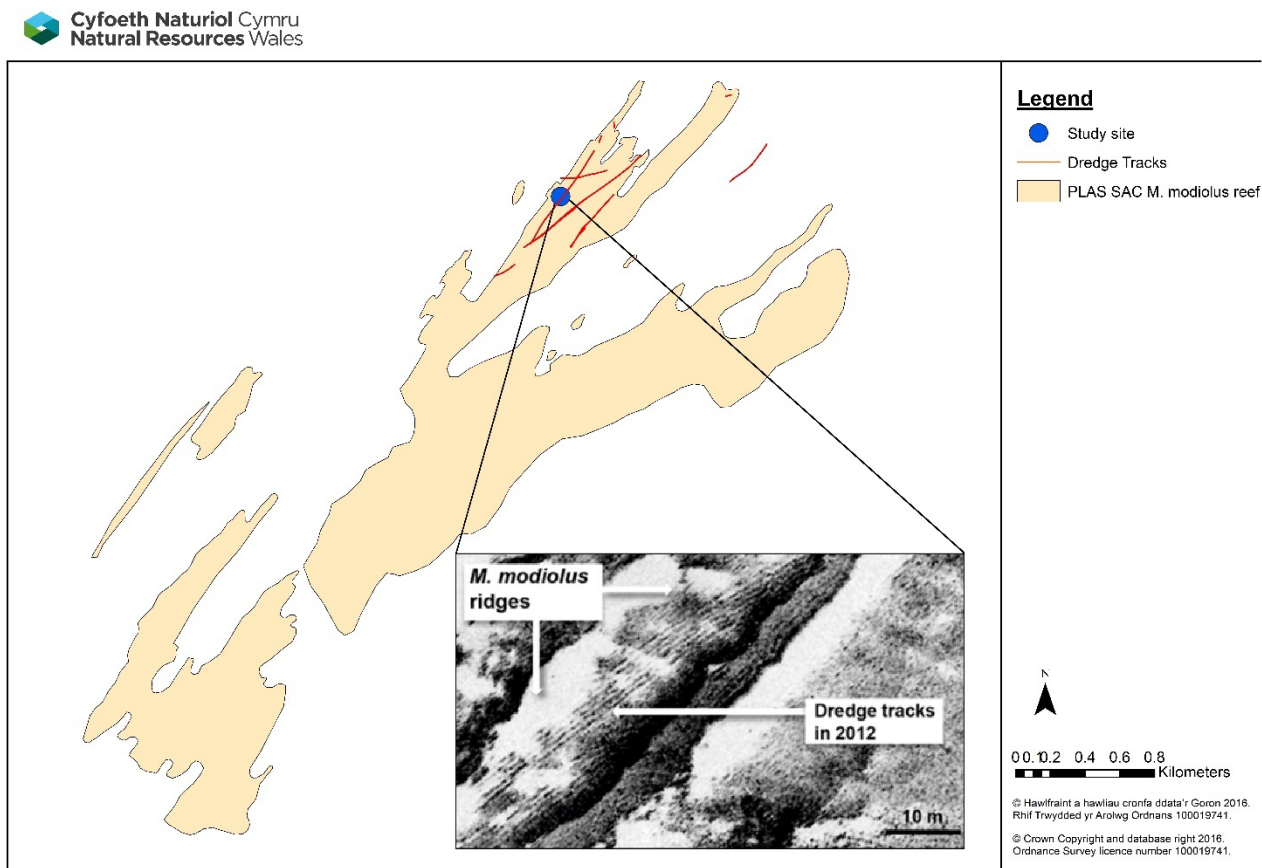 Cyfoeth Naturiol Cymru
Natural Resources Wales
Legend
Study site
Dredge Tracks
PLAS SAC M. modiolus reef
M. modiolus
ridges
Dredge tracks
in 2012
10 m
N
0 0.10.2 0.4 0.6 0.8
Kilometers
© Hawlfraint a hawliau cronfa ddata'r Goron 2016.
Rhif Trwydded yr Arolwg Ordnans 100019741.
© Crown Copyright and database right 2016.
Ordnance Survey licence number 100019741.